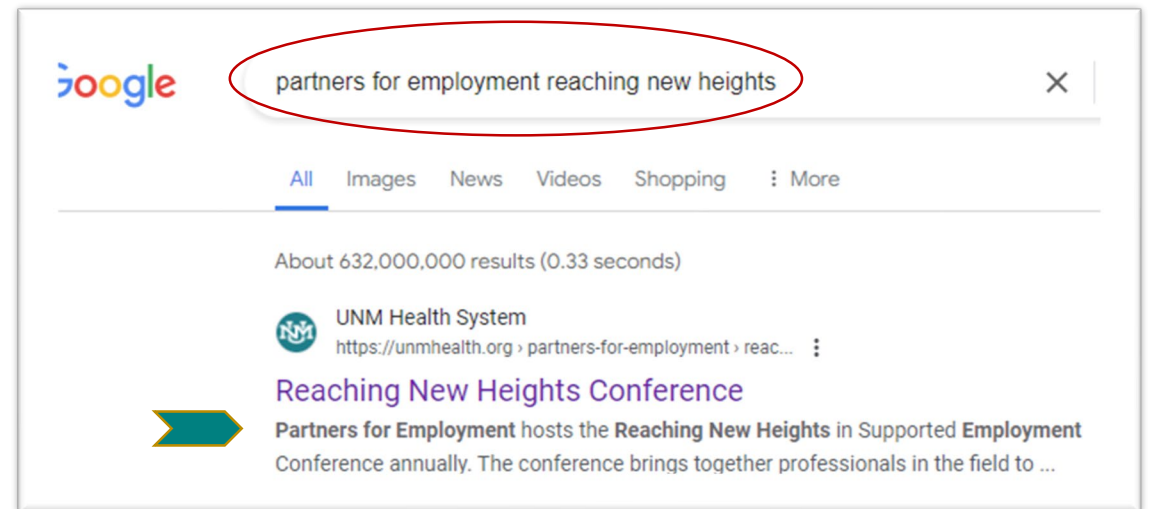 Google
partners for employment reaching new heights
All Images News Videos Shopping More
About 632,000,000 results (0.33 seconds)
UNM
UNM Health System
https://unmhealth.org › partners-for-employment › reac...
Reaching New Heights Conference
Partners for Employment hosts the Reaching New Heights in Supported Employment
Conference annually. The conference brings together professionals in the field to ...